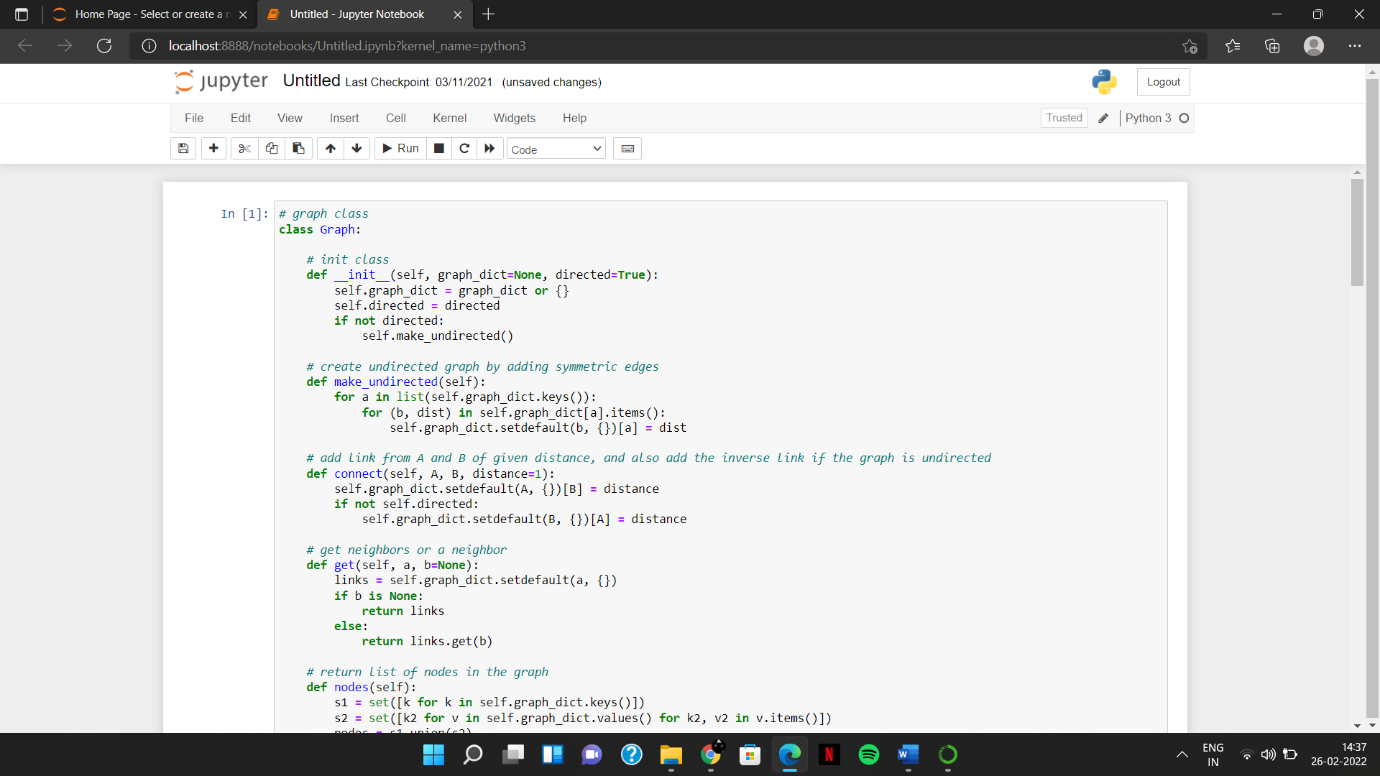 Home Page - Select or create a n
Untitled - Jupyter Notebook
localhost:8888/notebooks/Untitled.ipynb?kernel_name=python3
jupyter Untitled Last Checkpoint: 03/11/2021 (unsaved changes)
Logout
File Edit View Insert Cell Kernel Widgets Help
Trusted
Python 3
Run
Code
In [1]: # graph class
class Graph:
# init class
def __init__(self, graph_dict=None, directed=True):
self.graph_dict = graph_dict or {}
self.directed = directed
if not directed:
self.make_undirected()
# create undirected graph by adding symmetric edges
def make_undirected(self):
for a in list(self.graph_dict.keys()):
for (b, dist) in self.graph_dict[a].items():
self.graph_dict.setdefault(b, {})[a] = dist
# add link from A and B of given distance, and also add the inverse link if the graph is undirected
def connect(self, A, B, distance=1):
self.graph_dict.setdefault(A, {})[B] = distance
if not self.directed:
self.graph_dict.setdefault(B, {})[A] = distance
# get neighbors or a neighbor
def get(self, a, b=None):
links = self.graph_dict.setdefault(a, {})
if b is None:
return links
else:
return links.get(b)
# return list of nodes in the graph
def nodes(self):
s1 = set([k for k in self.graph_dict.keys()])
s2 = set([k2 for v in self.graph_dict.values() for k2, v2 in v.items()])
nodes = s1.union(s2)
ENG
IN
14:37
26-02-2022